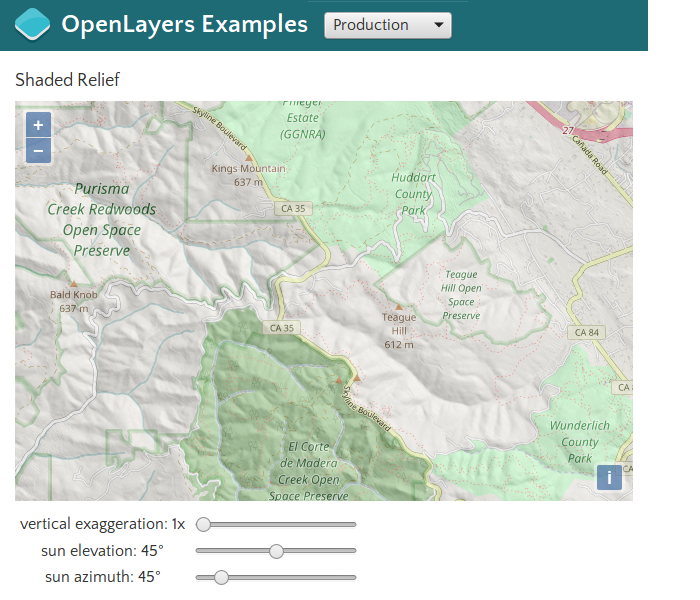 OpenLayers Examples
Production
Shaded Relief
Phleger
Estate
(GGNRA)
Skyline Boulevard
27
Cañada Road
+
−
Kings Mountain
637 m
Huddart
County
Park
CA 35
Purisma
Creek Redwoods
Open Space
Preserve
Teague
Hill Open
Space
Preserve
Bald Knob
637 m
Teague
Hill
612 m
CA 35
CA 84
CA
Skyline Boulevard
Wunderlich
County
Park
El Corte
de Madera
Creek Open
Space Preserve
i
CA
vertical exaggeration: 1x
sun elevation: 45°
sun azimuth: 45°